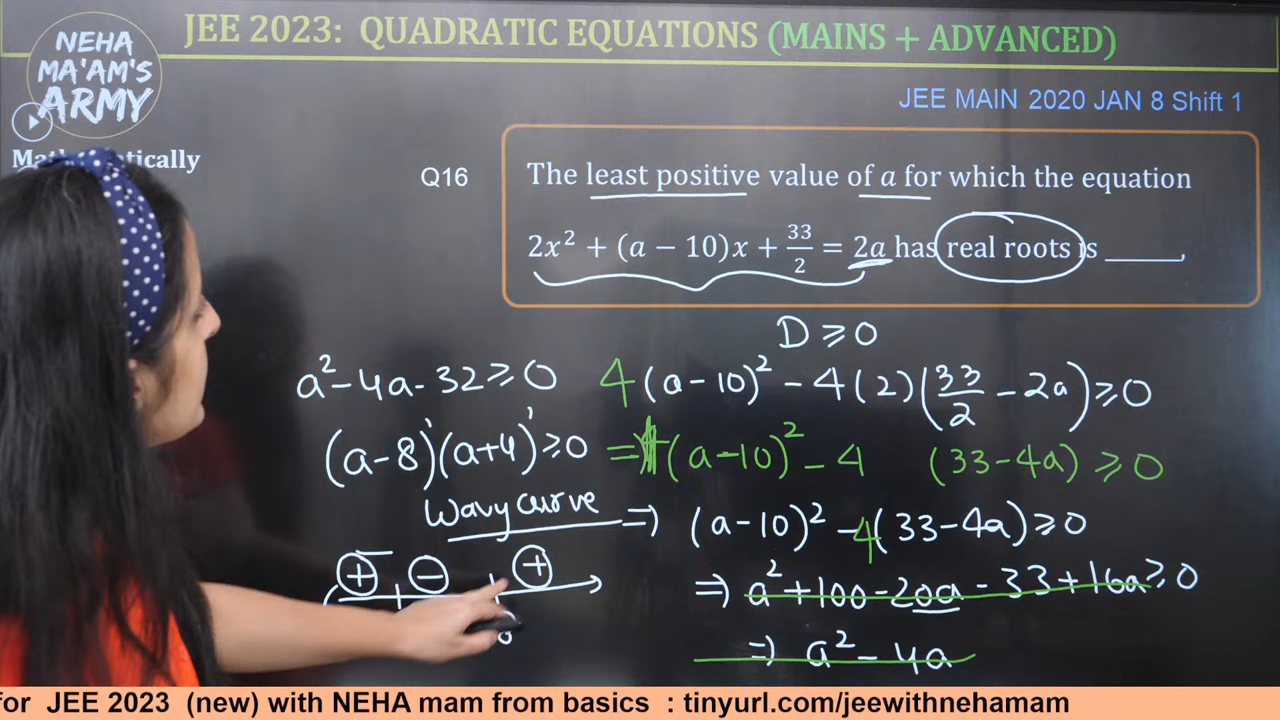 JEE 2023: QUADRATIC EQUATIONS (MAINS + ADVANCED)
NEHA
MA'AM'S
ARMY
JEE MAIN 2020 JAN 8 Shift 1
Q16
The least positive value of a for which the equation
2x² + (a − 10)x + 33/2 = 2a has real roots is _____,
D ⩾ 0
a² - 4a - 32 ⩾ 0
4 (a - 10)² - 4 (2) (33/2 - 2a) ⩾ 0
(a - 8)' (a + 4)' ⩾ 0
⇒ (a - 10)² - 4 (33 - 4a) ⩾ 0
Wavy curve
⇒ (a - 10)² - 4(33 - 4a) ⩾ 0
+ − +
⇒ a² + 100 - 20a - 33 + 16a ⩾ 0
⇒ a² - 4a
for JEE 2023 (new) with NEHA mam from basics : tinyurl.com/jeewithnehamam